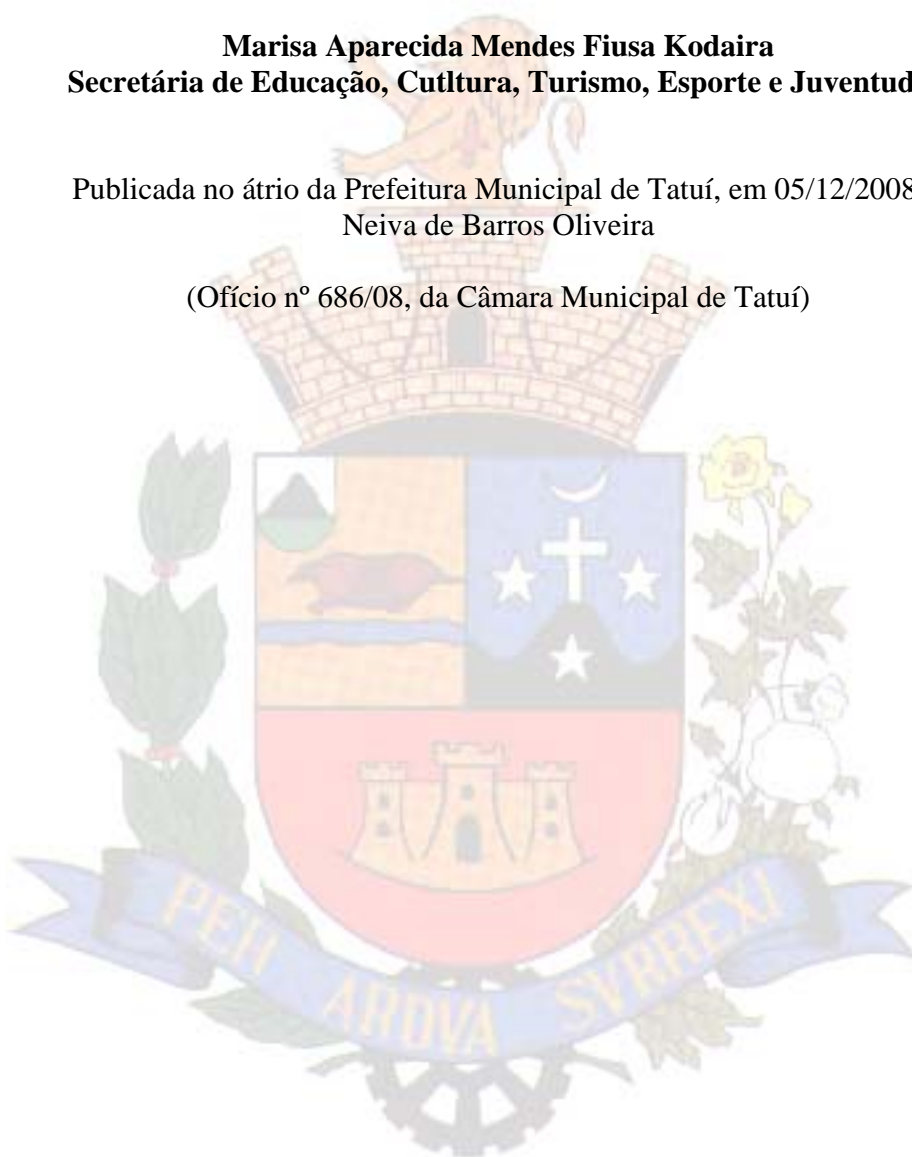 Marisa Aparecida Mendes Fiusa Kodaira
Secretária de Educação, Cutltura, Turismo, Esporte e Juventud
Publicada no átrio da Prefeitura Municipal de Tatuí, em 05/12/2008
Neiva de Barros Oliveira
(Ofício nº 686/08, da Câmara Municipal de Tatuí)
PEH ARDVA SVRREXI